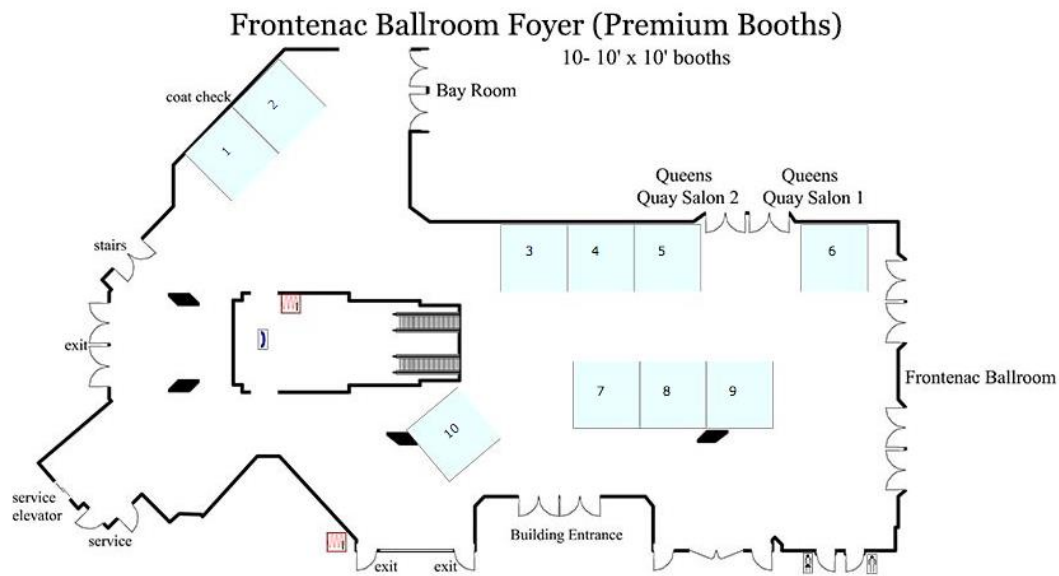 Frontenac Ballroom Foyer (Premium Booths)
10- 10' x 10' booths
coat check
Bay Room
2
1
Queens
Quay Salon 2
Queens
Quay Salon 1
stairs
3
4
5
6
exit
Frontenac Ballroom
7
8
9
10
service
elevator
service
Building Entrance
exit
exit